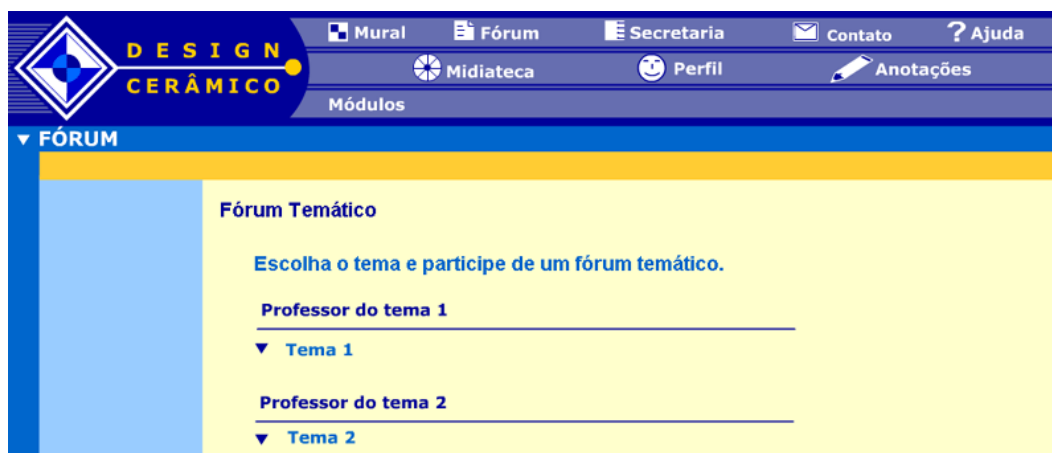 DESIGN
CERÂMICO
Mural Fórum Secretaria Contato ? Ajuda
Midiateca Perfil Anotações
Módulos
FÓRUM
Fórum Temático
Escolha o tema e participe de um fórum temático.
Professor do tema 1
Tema 1
Professor do tema 2
Tema 2